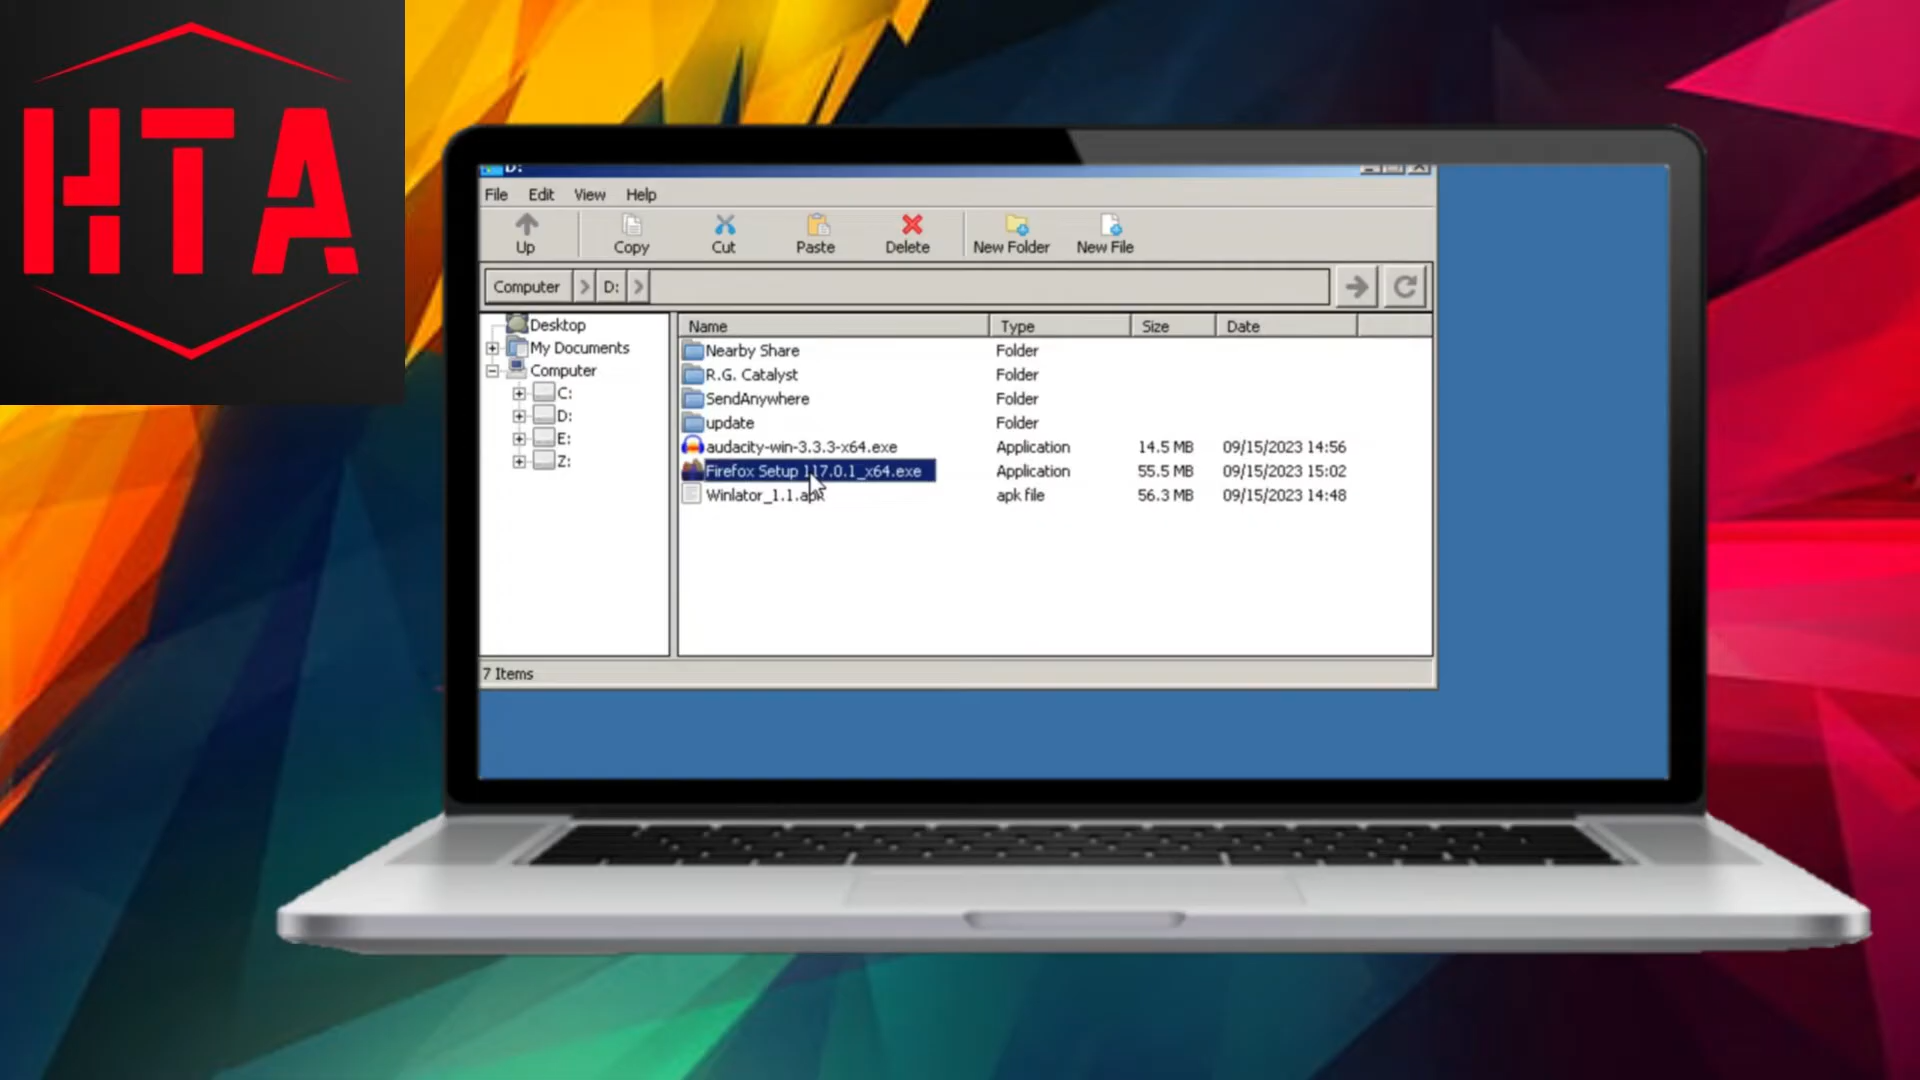 HTA
D:
File Edit View Help
Up Copy Cut Paste Delete New Folder New File
Computer D:
Desktop
My Documents
Computer
C:
D:
E:
Z:
Name Type Size Date
Nearby Share Folder
R.G. Catalyst Folder
SendAnywhere Folder
update Folder
audacity-win-3.3.3-x64.exe Application 14.5 MB 09/15/2023 14:56
Firefox Setup 117.0.1_x64.exe Application 55.5 MB 09/15/2023 15:02
Winlator_1.1.apk apk file 56.3 MB 09/15/2023 14:48
7 Items